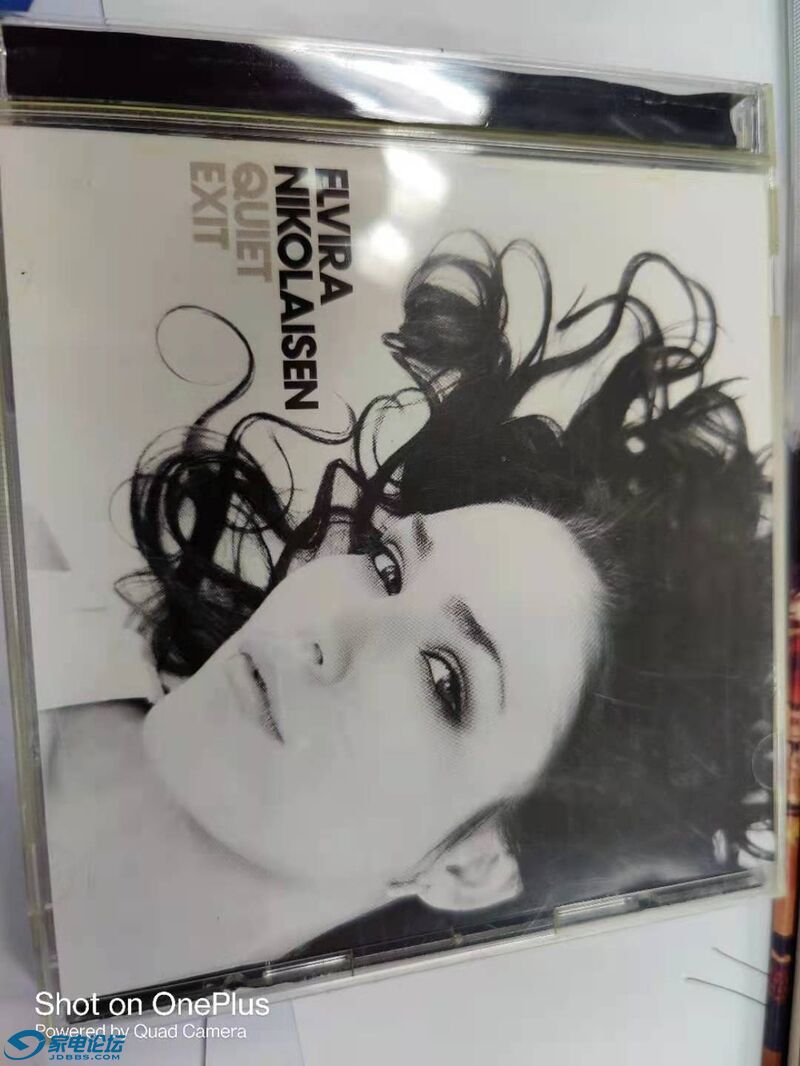 ELVIRA
NIKOLAISEN
QUIET
EXIT
Shot on OnePlus
Powered by Quad Camera
家电论坛
JDBBS.COM